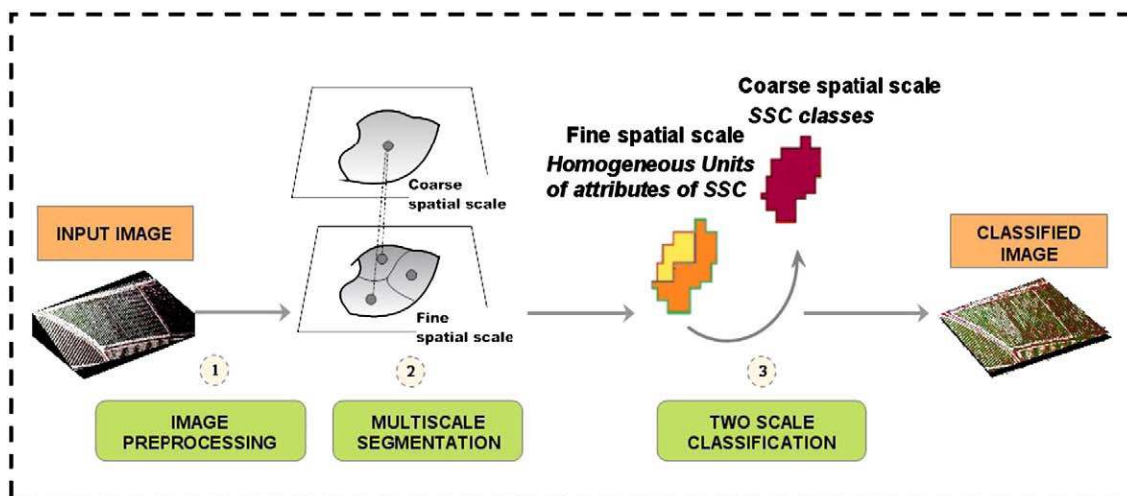 INPUT IMAGE
Coarse
spatial scale
Fine
spatial scale
Fine spatial scale
Homogeneous Units
of attributes of SSC
Coarse spatial scale
SSC classes
CLASSIFIED
IMAGE
1
2
3
IMAGE
PREPROCESSING
MULTISCALE
SEGMENTATION
TWO SCALE
CLASSIFICATION